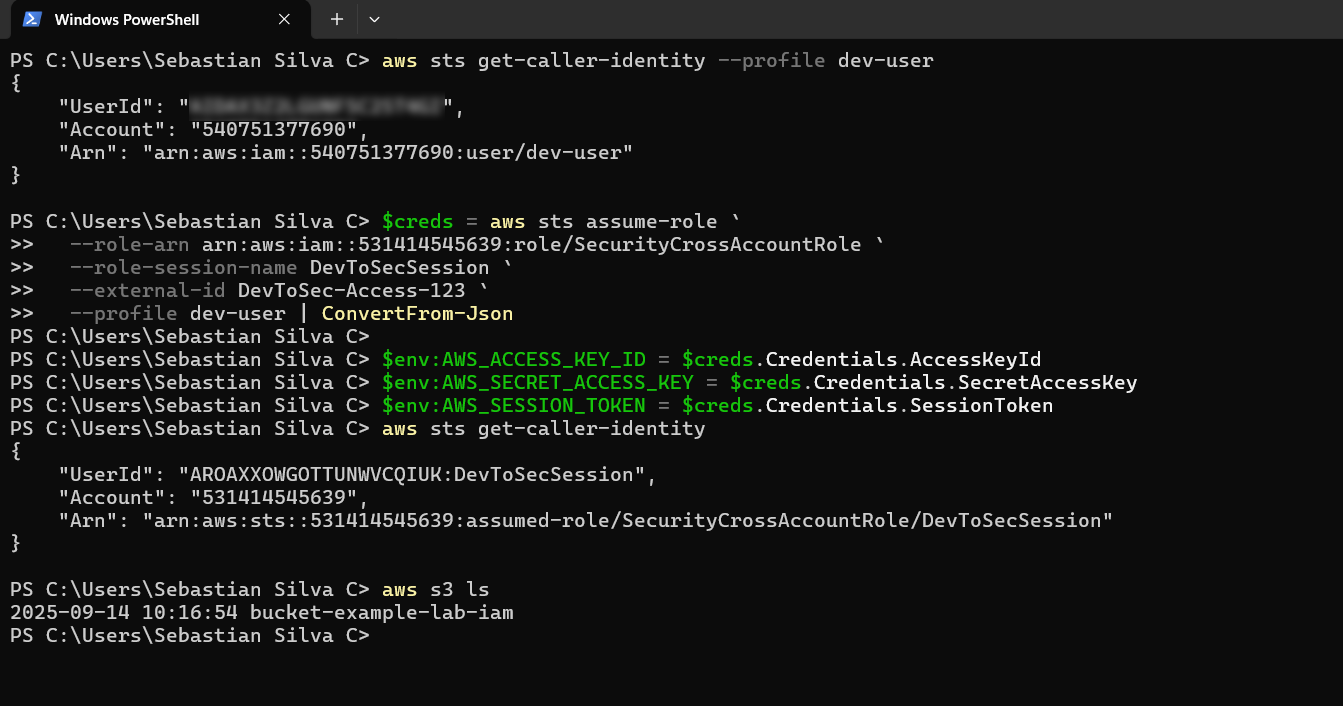 Windows PowerShell
PS C:\Users\Sebastian Silva C> aws sts get-caller-identity --profile dev-user
{
    "UserId": "",
    "Account": "540751377690",
    "Arn": "arn:aws:iam::540751377690:user/dev-user"
}
PS C:\Users\Sebastian Silva C> $creds = aws sts assume-role `
>>   --role-arn arn:aws:iam::531414545639:role/SecurityCrossAccountRole `
>>   --role-session-name DevToSecSession `
>>   --external-id DevToSec-Access-123 `
>>   --profile dev-user | ConvertFrom-Json
PS C:\Users\Sebastian Silva C>
PS C:\Users\Sebastian Silva C> $env:AWS_ACCESS_KEY_ID = $creds.Credentials.AccessKeyId
PS C:\Users\Sebastian Silva C> $env:AWS_SECRET_ACCESS_KEY = $creds.Credentials.SecretAccessKey
PS C:\Users\Sebastian Silva C> $env:AWS_SESSION_TOKEN = $creds.Credentials.SessionToken
PS C:\Users\Sebastian Silva C> aws sts get-caller-identity
{
    "UserId": "AROAXXOWGOTTUNWVCQIUK:DevToSecSession",
    "Account": "531414545639",
    "Arn": "arn:aws:sts::531414545639:assumed-role/SecurityCrossAccountRole/DevToSecSession"
}
PS C:\Users\Sebastian Silva C> aws s3 ls
2025-09-14 10:16:54 bucket-example-lab-iam
PS C:\Users\Sebastian Silva C>